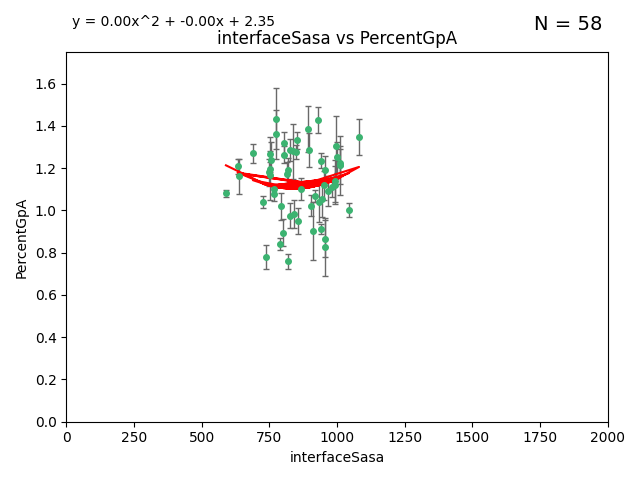 y = 0.00x^2 + -0.00x + 2.35
N = 58
interfaceSasa vs PercentGpA
PercentGpA
1.6
1.4
1.2
1.0
0.8
0.6
0.4
0.2
0.0
0 250 500 750 1000 1250 1500 1750 2000
interfaceSasa